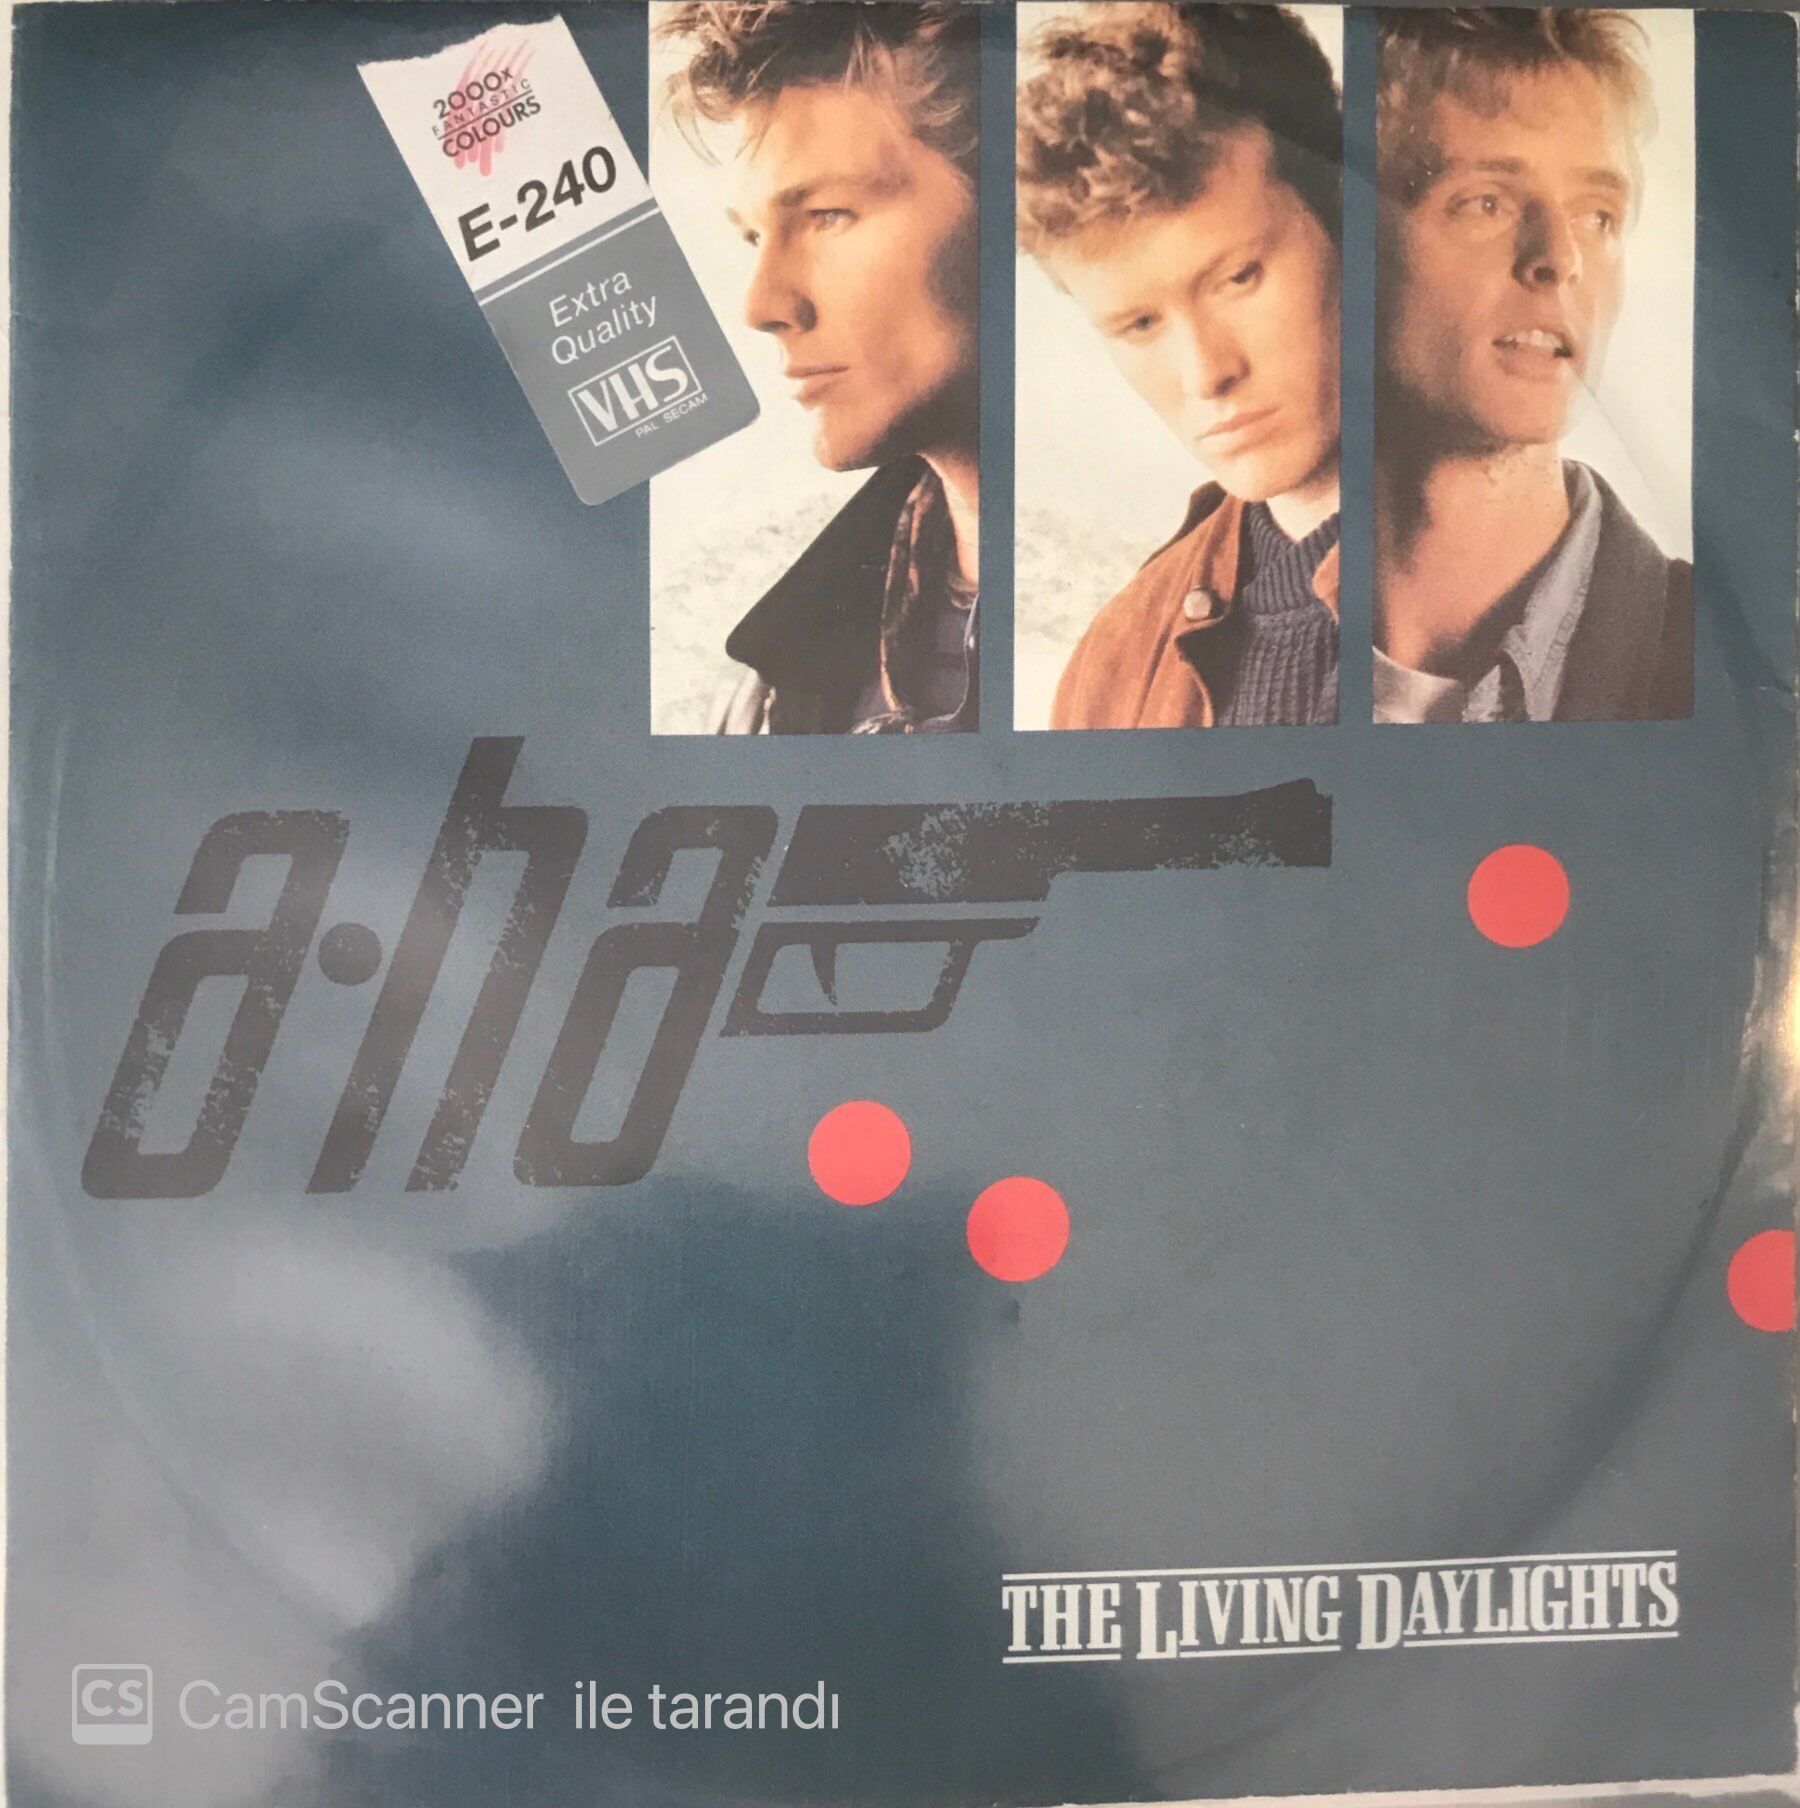 2000x
FANTASTIC
COLOURS
E-240
Extra
Quality
VHS
PAL SECAM
a·ha
THE LIVING DAYLIGHTS
CS CamScanner ile tarandı